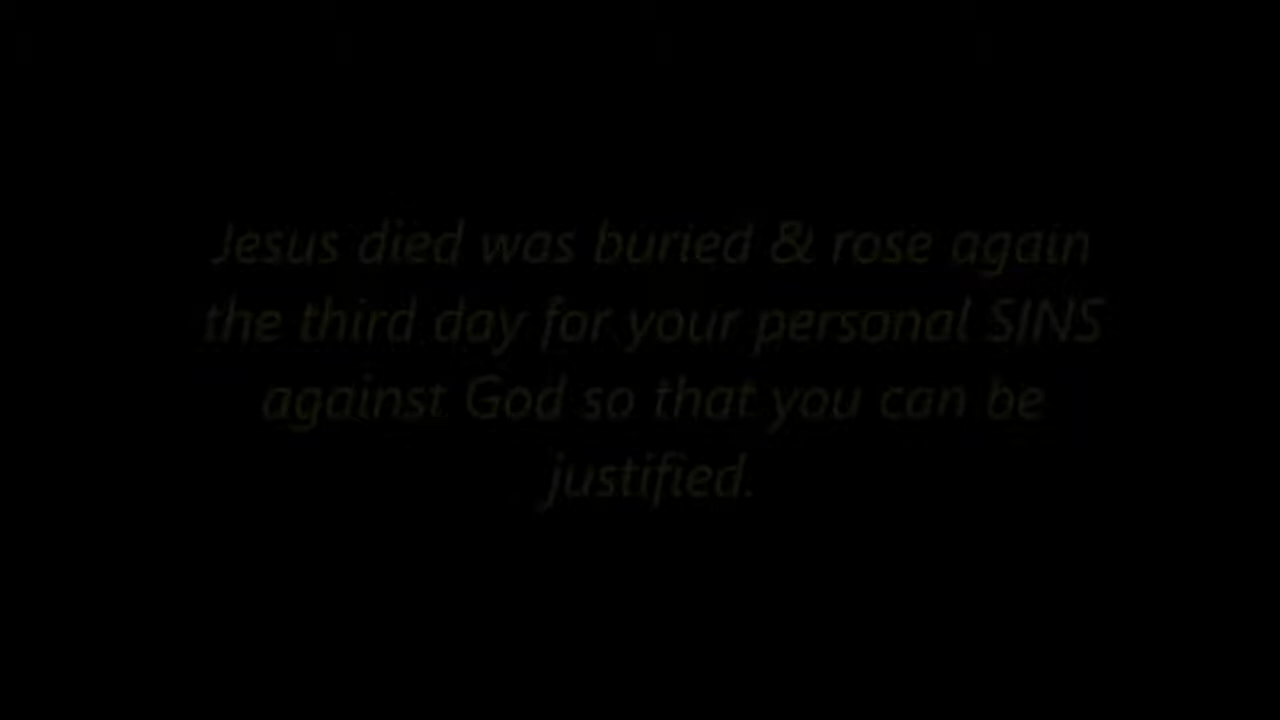 Jesus died was buried & rose again
the third day for your personal SINS
against God so that you can be
justified.